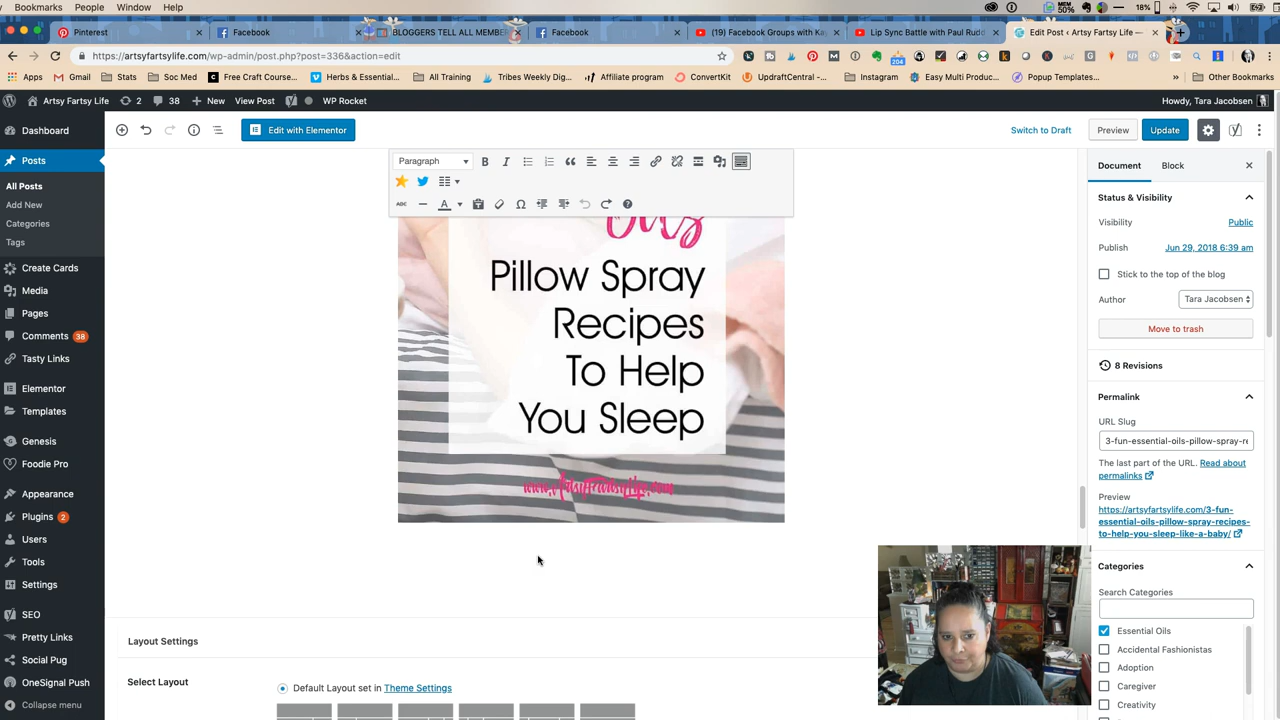 Bookmarks People Window Help
18%
Pinterest
Facebook
BLOGGERS TELL ALL MEMBE
Facebook
(19) Facebook Groups with Ka
Lip Sync Battle with Paul Rudd
Edit Post ‹ Artsy Fartsy Life —
https://artsyfartsylife.com/wp-admin/post.php?post=336&action=edit
204
Apps
Gmail
Stats
Soc Med
Free Craft Course...
Herbs & Essential...
All Training
Tribes Weekly Dig...
Affiliate program
ConvertKit
UpdraftCentral -...
Instagram
Easy Multi Produc...
Popup Templates...
»
Other Bookmarks
Artsy Fartsy Life
2
38
+ New
View Post
WP Rocket
Howdy, Tara Jacobsen
Dashboard
Posts
All Posts
Add New
Categories
Tags
Create Cards
Media
Pages
Comments 38
Tasty Links
Elementor
Templates
Genesis
Foodie Pro
Appearance
Plugins 2
Users
Tools
Settings
SEO
Pretty Links
Social Pug
OneSignal Push
Collapse menu
Edit with Elementor
Switch to Draft
Preview
Update
Paragraph
B I
ABC
A
Ω
Oils
Pillow Spray
Recipes
To Help
You Sleep
www.ArtsyFartsyLife.com
Layout Settings
Select Layout
Default Layout set in Theme Settings
Document
Block
Status & Visibility
Visibility
Public
Publish
Jun 29, 2018 6:39 am
Stick to the top of the blog
Author
Tara Jacobsen
Move to trash
8 Revisions
Permalink
URL Slug
3-fun-essential-oils-pillow-spray-re
The last part of the URL. Read about
permalinks
Preview
https://artsyfartsylife.com/3-fun-
essential-oils-pillow-spray-recipes-
to-help-you-sleep-like-a-baby/
Categories
Search Categories
Essential Oils
Accidental Fashionistas
Adoption
Caregiver
Creativity